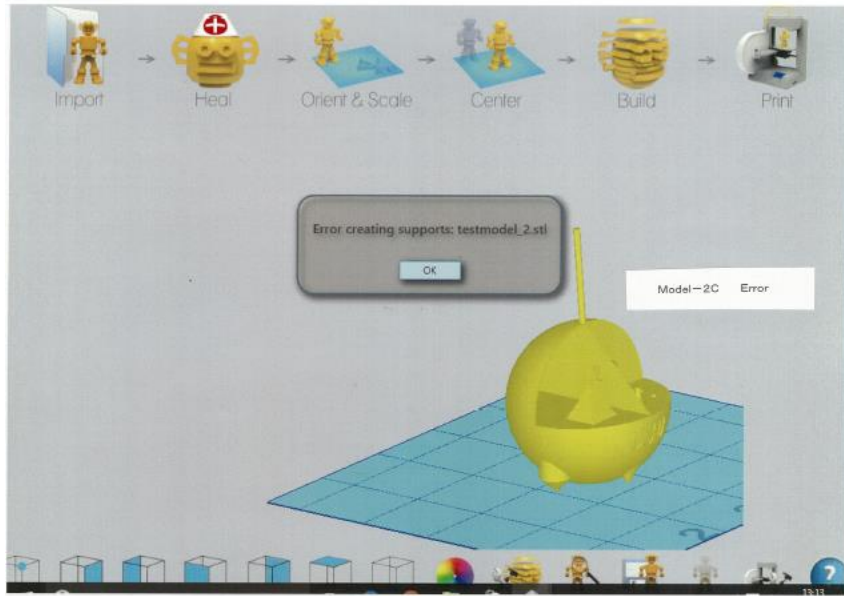 Import
Heal
Orient & Scale
Center
Build
Print
Error creating supports: testmodel_2.stl
OK
Model-2C Error
?
13:13